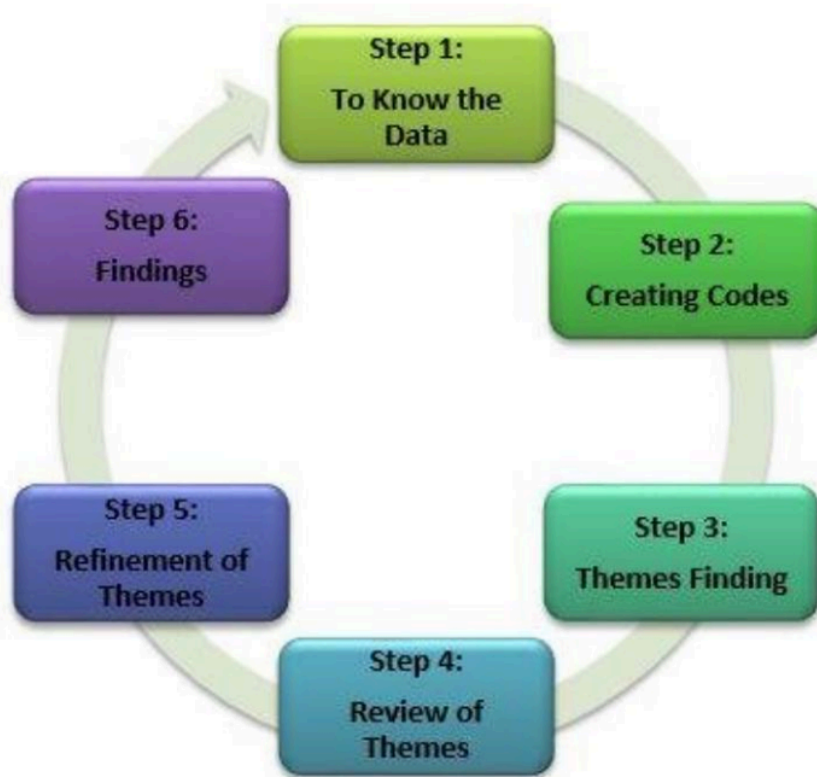 Step 1:
To Know the
Data
Step 2:
Creating Codes
Step 3:
Themes Finding
Step 4:
Review of
Themes
Step 5:
Refinement of
Themes
Step 6:
Findings